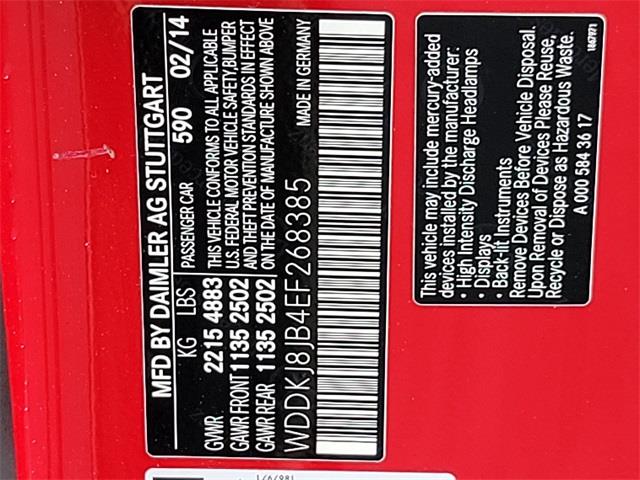 MFD BY DAIMLER AG STUTTGART
KG LBS PASSENGER CAR 590 02/14
GVWR 2215 4883
GAWR FRONT 1135 2502
GAWR REAR 1135 2502
THIS VEHICLE CONFORMS TO ALL APPLICABLE
U.S. FEDERAL MOTOR VEHICLE SAFETY, BUMPER
AND THEFT PREVENTION STANDARDS IN EFFECT
ON THE DATE OF MANUFACTURE SHOWN ABOVE
WDDKJ8JB4EF268385 MADE IN GERMANY
This vehicle may include mercury-added
devices installed by the manufacturer:
· High Intensity Discharge Headlamps
· Displays
· Back-lit Instruments
Remove Devices Before Vehicle Disposal.
Upon Removal of Devices Please Reuse,
Recycle or Dispose as Hazardous Waste.
A 000 584 36 17